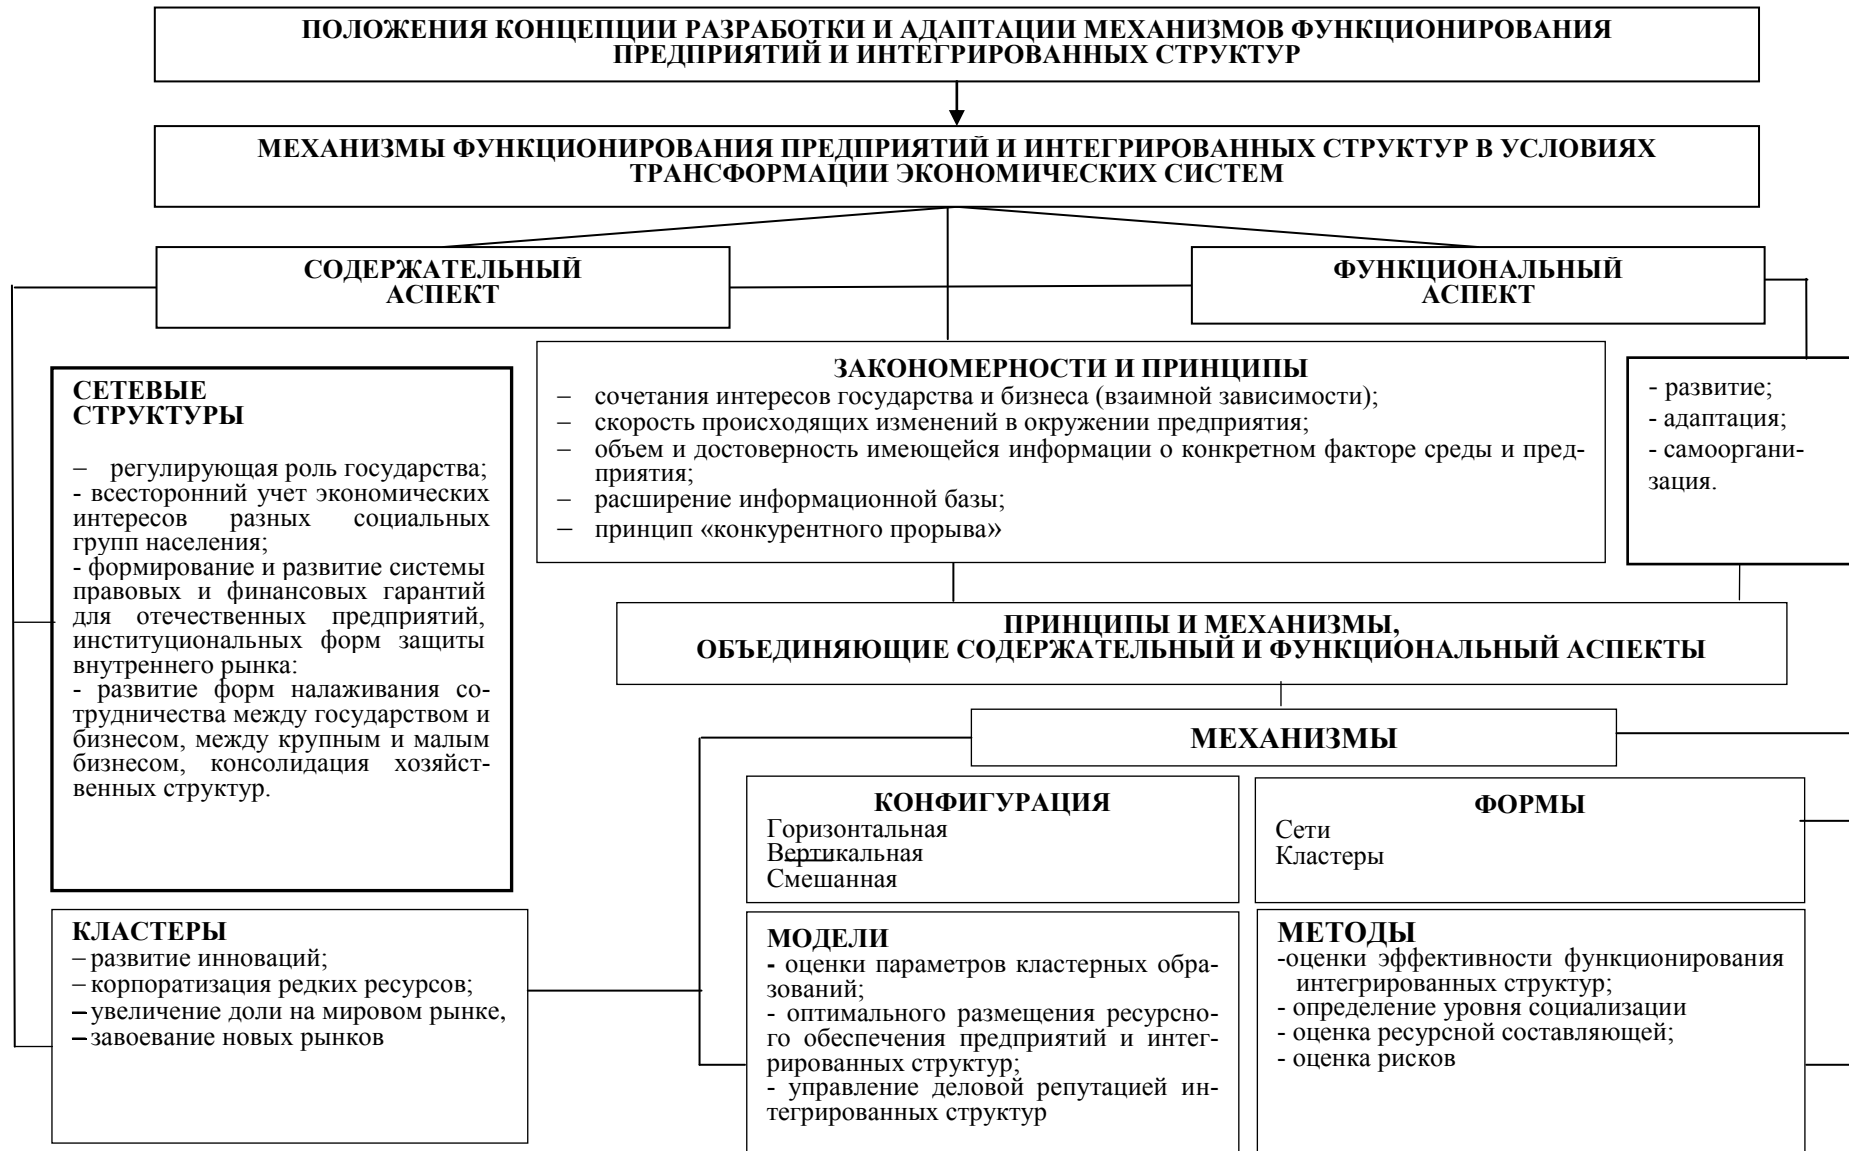 ПОЛОЖЕНИЯ КОНЦЕПЦИИ РАЗРАБОТКИ И АДАПТАЦИИ МЕХАНИЗМОВ ФУНКЦИОНИРОВАНИЯ
ПРЕДПРИЯТИЙ И ИНТЕГРИРОВАННЫХ СТРУКТУР
МЕХАНИЗМЫ ФУНКЦИОНИРОВАНИЯ ПРЕДПРИЯТИЙ И ИНТЕГРИРОВАННЫХ СТРУКТУР В УСЛОВИЯХ
ТРАНСФОРМАЦИИ ЭКОНОМИЧЕСКИХ СИСТЕМ
СОДЕРЖАТЕЛЬНЫЙ
АСПЕКТ
ФУНКЦИОНАЛЬНЫЙ
АСПЕКТ
СЕТЕВЫЕ
СТРУКТУРЫ
– регулирующая роль государства;
- всесторонний учет экономических
интересов разных социальных
групп населения;
- формирование и развитие системы
правовых и финансовых гарантий
для отечественных предприятий,
институциональных форм защиты
внутреннего рынка:
- развитие форм налаживания со-
трудничества между государством и
бизнесом, между крупным и малым
бизнесом, консолидация хозяйст-
венных структур.
ЗАКОНОМЕРНОСТИ И ПРИНЦИПЫ
– сочетания интересов государства и бизнеса (взаимной зависимости);
– скорость происходящих изменений в окружении предприятия;
– объем и достоверность имеющейся информации о конкретном факторе среды и пред-
приятия;
– расширение информационной базы;
– принцип «конкурентного прорыва»
- развитие;
- адаптация;
- самооргани-
зация.
ПРИНЦИПЫ И МЕХАНИЗМЫ,
ОБЪЕДИНЯЮЩИЕ СОДЕРЖАТЕЛЬНЫЙ И ФУНКЦИОНАЛЬНЫЙ АСПЕКТЫ
МЕХАНИЗМЫ
КОНФИГУРАЦИЯ
Горизонтальная
Вертикальная
Смешанная
ФОРМЫ
Сети
Кластеры
КЛАСТЕРЫ
– развитие инноваций;
– корпоратизация редких ресурсов;
– увеличение доли на мировом рынке,
– завоевание новых рынков
МОДЕЛИ
- оценки параметров кластерных обра-
зований;
- оптимального размещения ресурсно-
го обеспечения предприятий и интег-
рированных структур;
- управление деловой репутацией ин-
тегрированных структур
МЕТОДЫ
-оценки эффективности функционирования
интегрированных структур;
- определение уровня социализации
- оценка ресурсной составляющей;
- оценка рисков